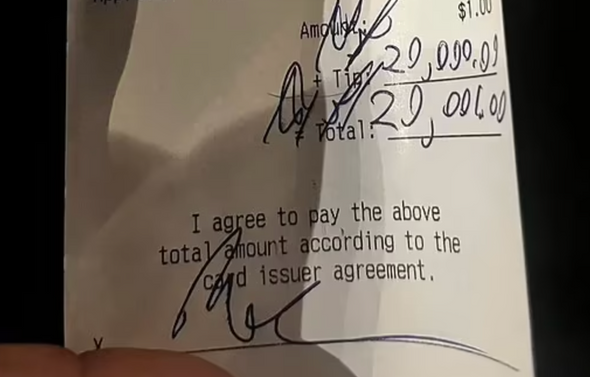 Amount: $1.00
+ Tip: 20,000.00
= Total: 20,001.00
I agree to pay the above
total amount according to the
card issuer agreement.
X